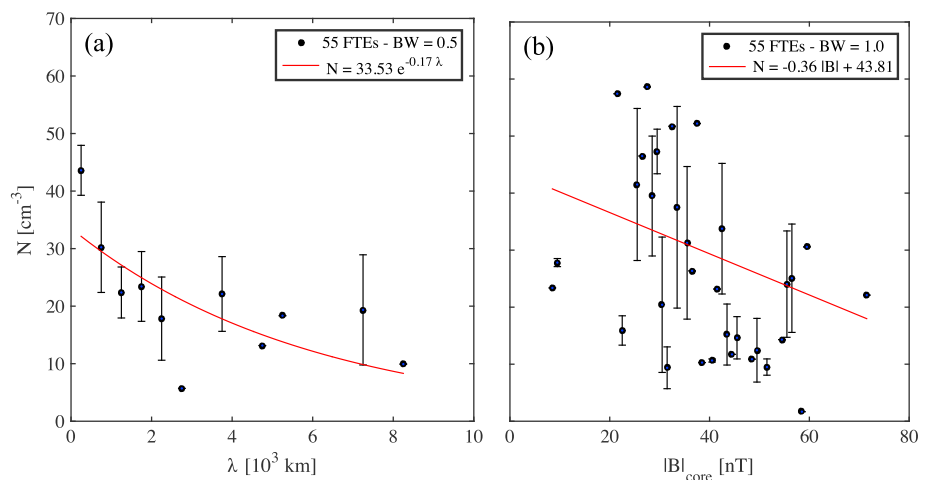 (a)
55 FTEs - BW = 0.5
N = 33.53 e^-0.17 λ
70
60
50
40
30
20
10
0
N [cm^-3]
0 2 4 6 8 10
λ [10^3 km]
(b)
55 FTEs - BW = 1.0
N = -0.36 |B| + 43.81
0 20 40 60 80
|B|_core [nT]